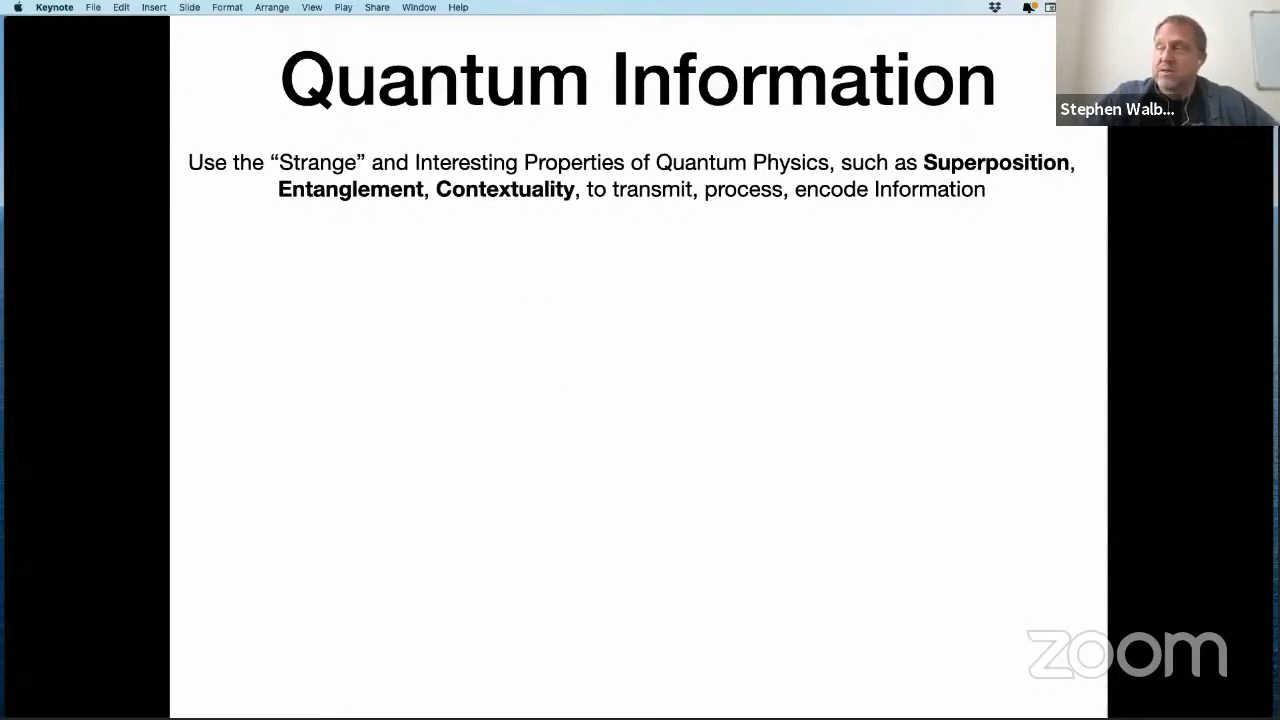 Keynote File Edit Insert Slide Format Arrange View Play Share Window Help
Quantum Information
Stephen Walb...
Use the “Strange” and Interesting Properties of Quantum Physics, such as Superposition,
Entanglement, Contextuality, to transmit, process, encode Information
zoom